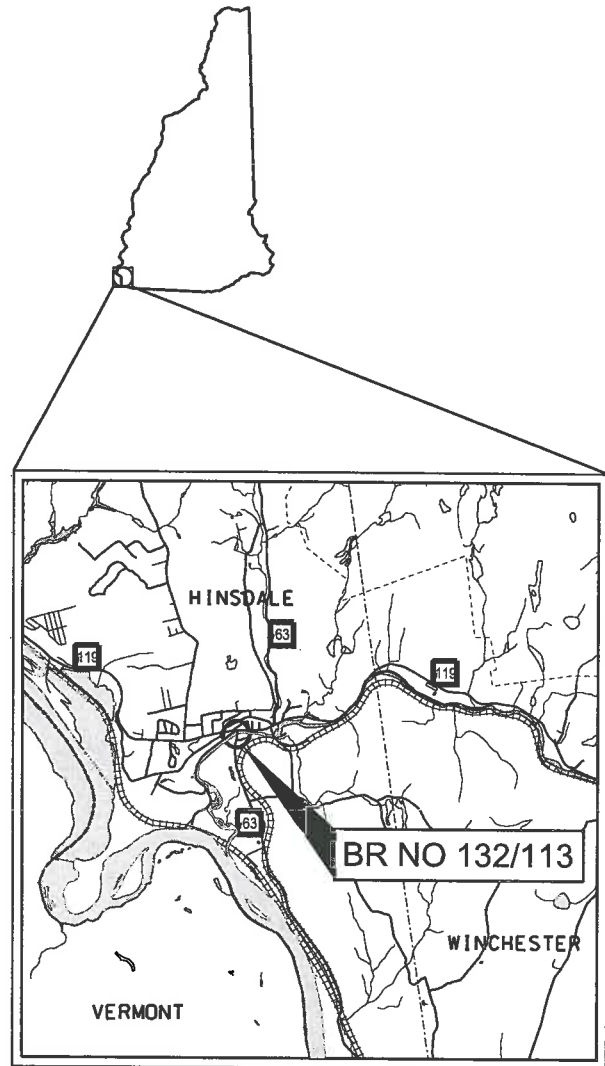 HINSDALE
63
119
119
63
BR NO 132/113
WINCHESTER
VERMONT